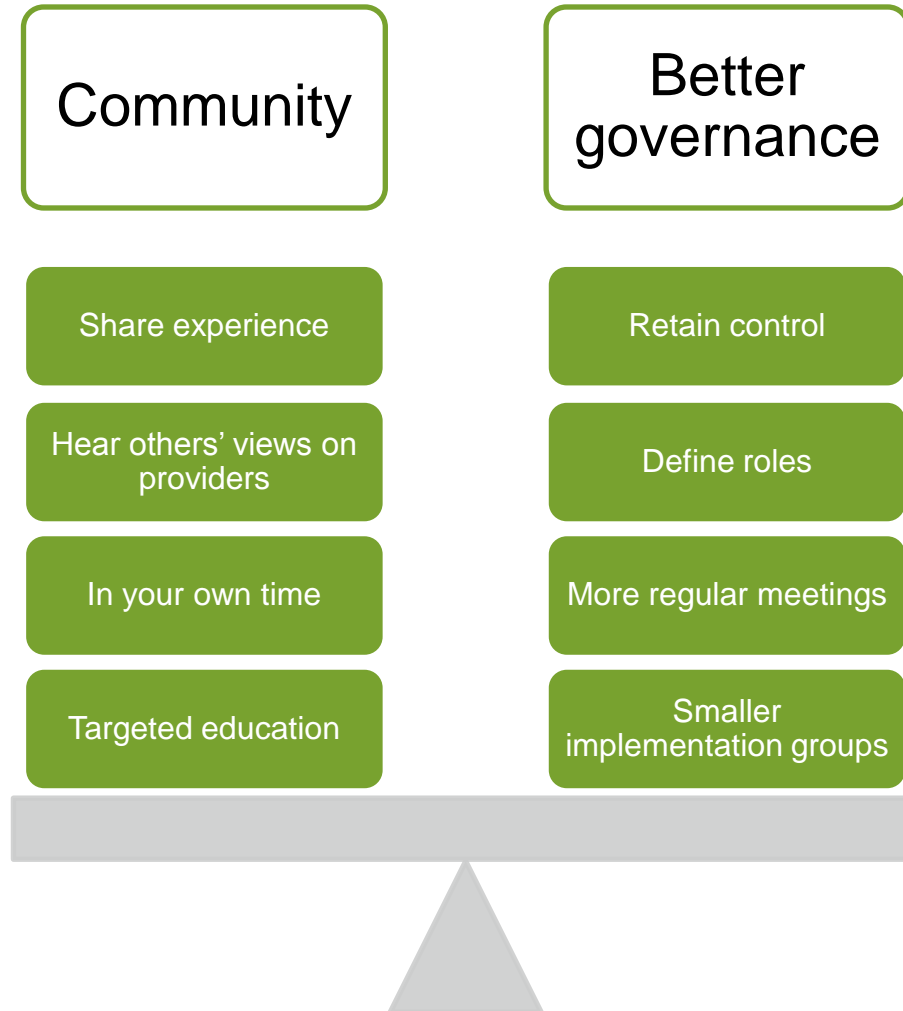 Community
Share experience
Hear others’ views on
providers
In your own time
Targeted education
Better
governance
Retain control
Define roles
More regular meetings
Smaller
implementation groups